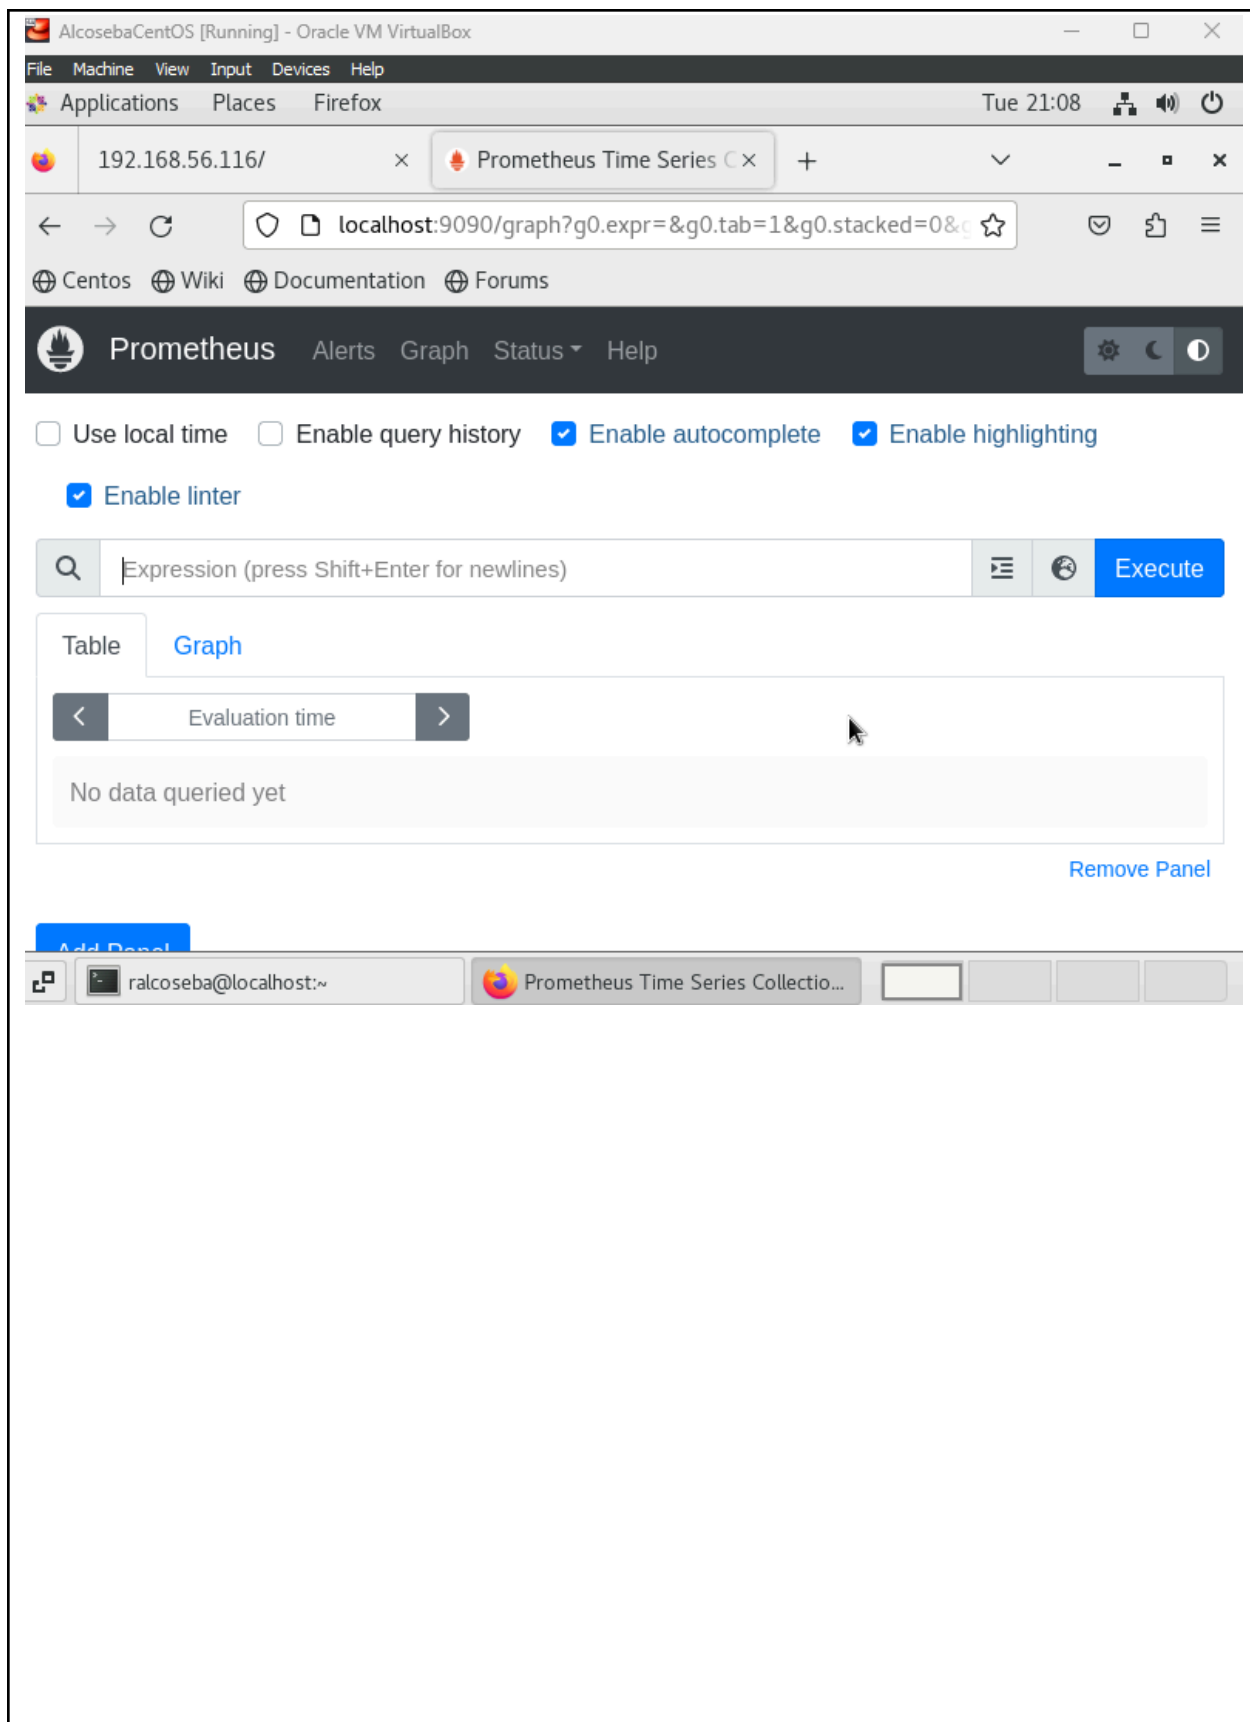 AlcosebaCentOS [Running] - Oracle VM VirtualBox
File Machine View Input Devices Help
Applications Places Firefox Tue 21:08
192.168.56.116/ Prometheus Time Series C
localhost:9090/graph?g0.expr=&g0.tab=1&g0.stacked=0&
Centos Wiki Documentation Forums
Prometheus Alerts Graph Status Help
Use local time Enable query history Enable autocomplete Enable highlighting
Enable linter
Expression (press Shift+Enter for newlines) Execute
Table Graph
Evaluation time
No data queried yet
Remove Panel
Add Panel
ralcoseba@localhost:~ Prometheus Time Series Collectio...